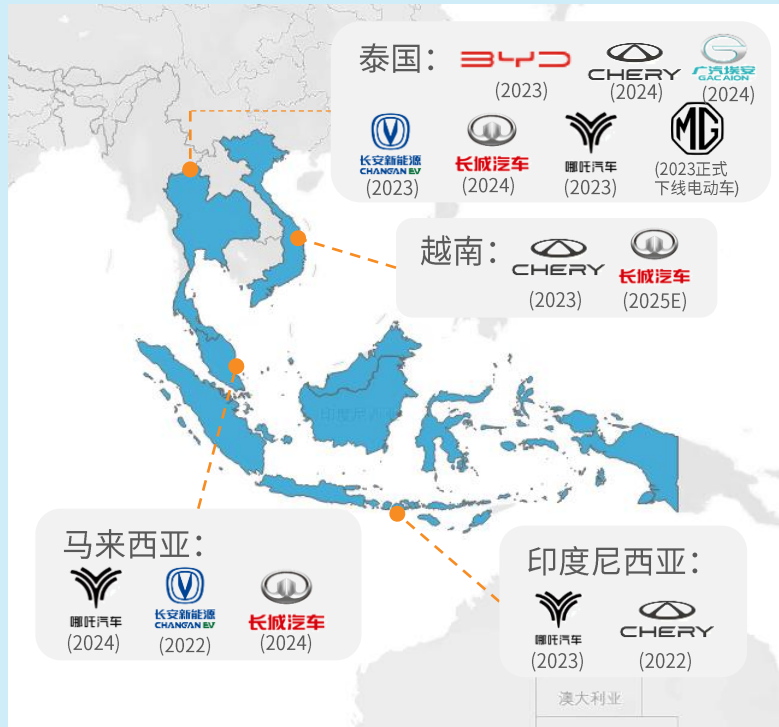 泰国：
BYD
(2023)
CHERY
(2024)
广汽埃安
GAC AION
(2024)
长安新能源
CHANGAN EV
(2023)
长城汽车
(2024)
哪吒汽车
(2023)
MG
(2023正式
下线电动车)
越南：
CHERY
(2023)
长城汽车
(2025E)
印度尼西亚
马来西亚：
哪吒汽车
(2024)
长安新能源
CHANGAN EV
(2022)
长城汽车
(2024)
印度尼西亚：
哪吒汽车
(2023)
CHERY
(2022)
澳大利亚